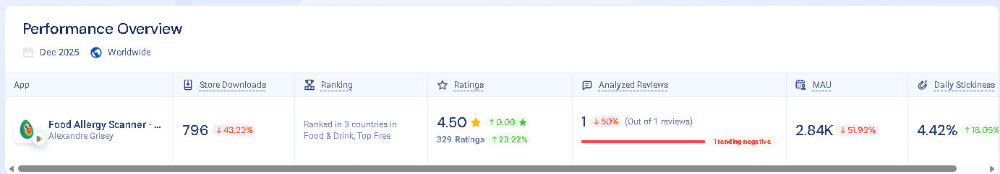 Performance Overview
Dec 2025 Worldwide
App Store Downloads Ranking Ratings Analyzed Reviews MAU Daily Stickiness
Food Allergy Scanner - ...
Alexandre Grisey
796 ↓43.22%
Ranked in 3 countries in
Food & Drink, Top Free
4.50 ★ ↑0.06 ★
329 Ratings ↑23.22%
1 ↓50% (Out of 1 reviews)
Trending negative
2.84K ↓51.92%
4.42% ↑18.05%